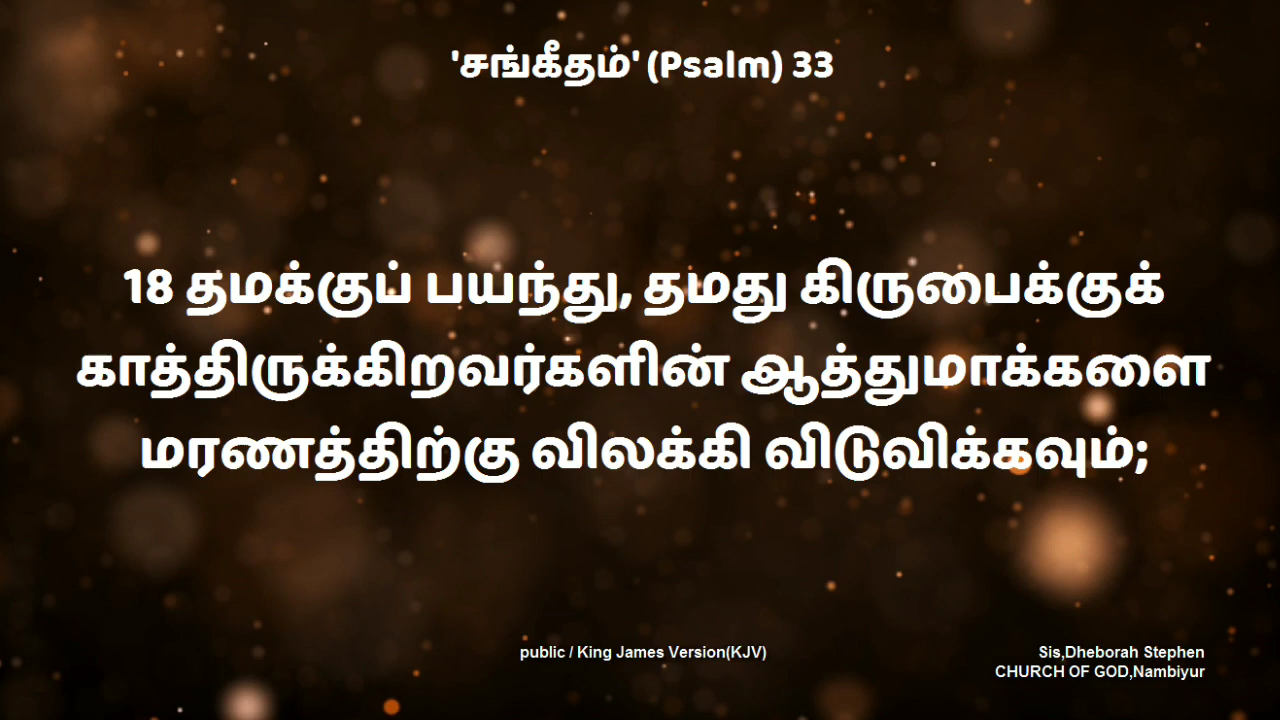 'சங்கீதம்' (Psalm) 33
18 தமக்குப் பயந்து, தமது கிருபைக்குக்
காத்திருக்கிறவர்களின் ஆத்துமாக்களை
மரணத்திற்கு விலக்கி விடுவிக்கவும்;
public / King James Version(KJV)
Sis,Dheborah Stephen
CHURCH OF GOD,Nambiyur